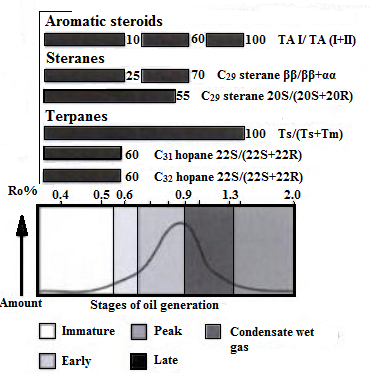 Aromatic steroids
10 60 100 TA I/ TA (I+II)
Steranes
25 70 C29 sterane ββ/ββ+αα
55 C29 sterane 20S/(20S+20R)
Terpanes
100 Ts/(Ts+Tm)
60 C31 hopane 22S/(22S+22R)
60 C32 hopane 22S/(22S+22R)
Ro% 0.4 0.5 0.6 0.9 1.3 2.0
Amount Stages of oil generation
Immature Peak Condensate wet
gas
Early Late